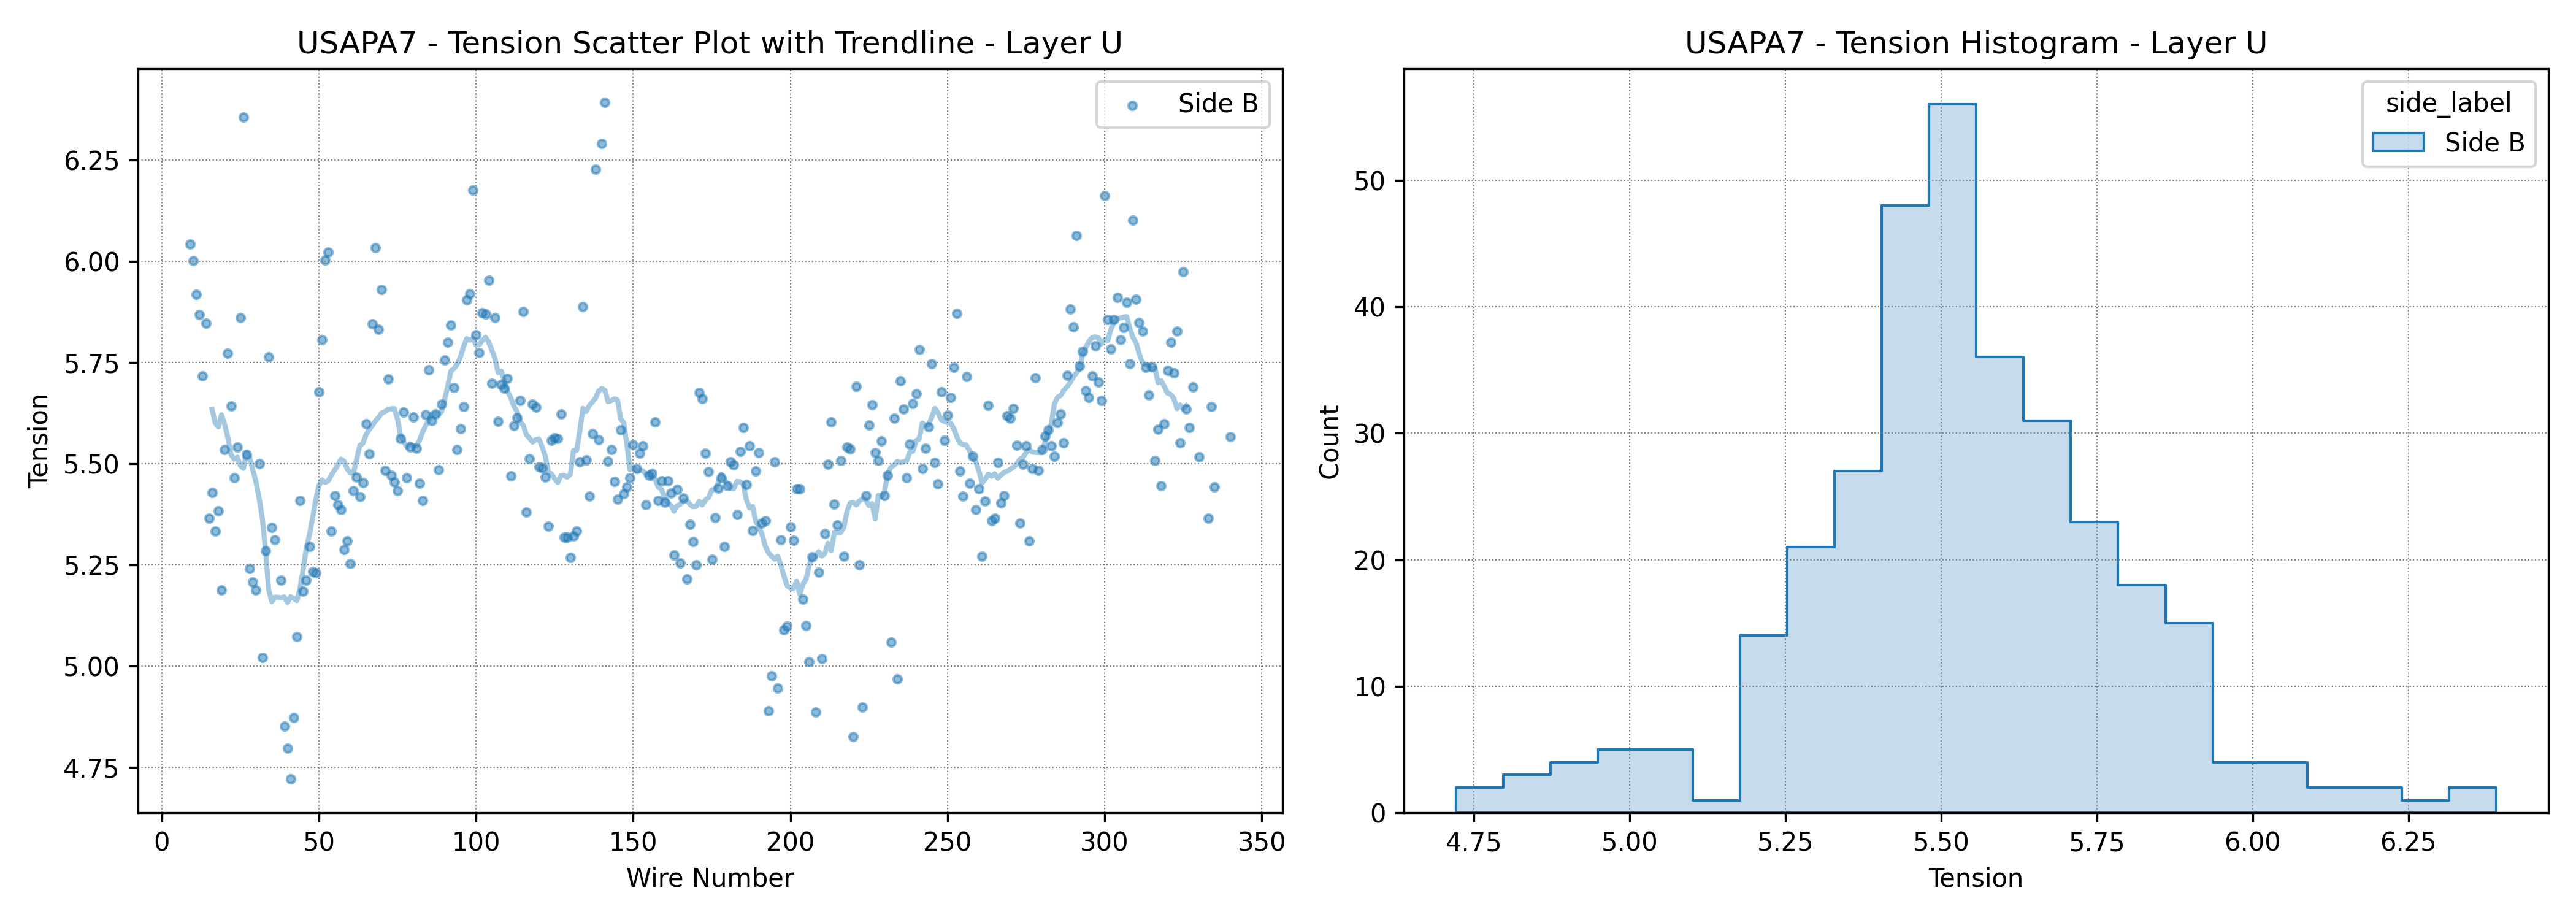 USAPA7 - Tension Scatter Plot with Trendline - Layer U
Side B
6.25
6.00
5.75
5.50
5.25
5.00
4.75
Tension
0 50 100 150 200 250 300 350
Wire Number
USAPA7 - Tension Histogram - Layer U
side_label
Side B
50
40
30
20
10
0
Count
4.75 5.00 5.25 5.50 5.75 6.00 6.25
Tension